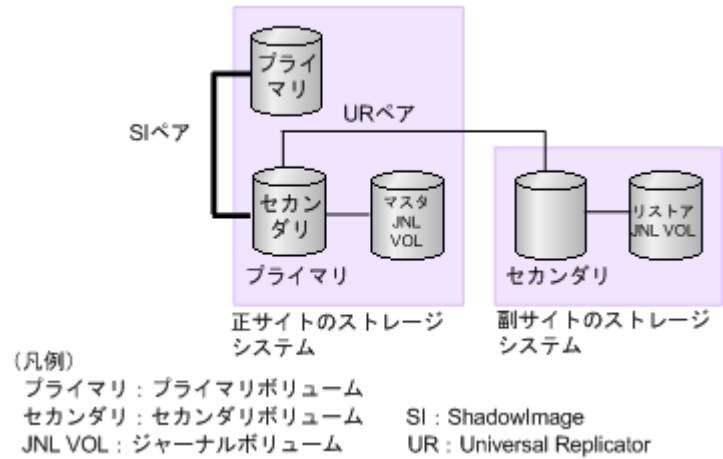 プライ
マリ
SIペア
URペア
セカン
ダリ
マスタ
JNL
VOL
リストア
JNL VOL
プライマリ
セカンダリ
正サイトのストレージ
システム
副サイトのストレージ
システム
(凡例)
プライマリ：プライマリボリューム
セカンダリ：セカンダリボリューム
SI：ShadowImage
JNL VOL：ジャーナルボリューム
UR：Universal Replicator